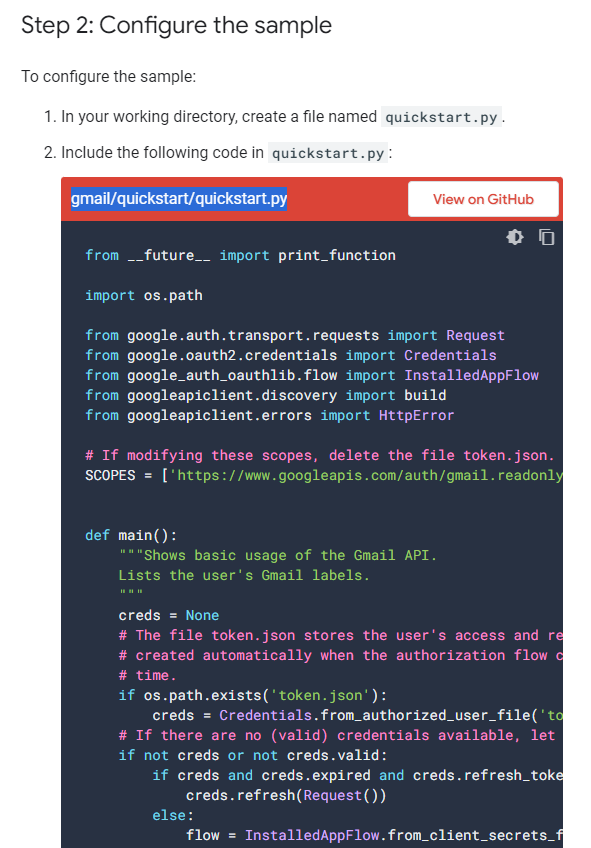 Step 2: Configure the sample
To configure the sample:
1. In your working directory, create a file named quickstart.py.
2. Include the following code in quickstart.py:
gmail/quickstart/quickstart.py
View on GitHub
from __future__ import print_function
import os.path
from google.auth.transport.requests import Request
from google.oauth2.credentials import Credentials
from google_auth_oauthlib.flow import InstalledAppFlow
from googleapiclient.discovery import build
from googleapiclient.errors import HttpError
# If modifying these scopes, delete the file token.json.
SCOPES = ['https://www.googleapis.com/auth/gmail.readonly
def main():
    """Shows basic usage of the Gmail API.
    Lists the user's Gmail labels.
    """
    creds = None
    # The file token.json stores the user's access and re
    # created automatically when the authorization flow c
    # time.
    if os.path.exists('token.json'):
        creds = Credentials.from_authorized_user_file('to
    # If there are no (valid) credentials available, let
    if not creds or not creds.valid:
        if creds and creds.expired and creds.refresh_toke
            creds.refresh(Request())
        else:
            flow = InstalledAppFlow.from_client_secrets_f